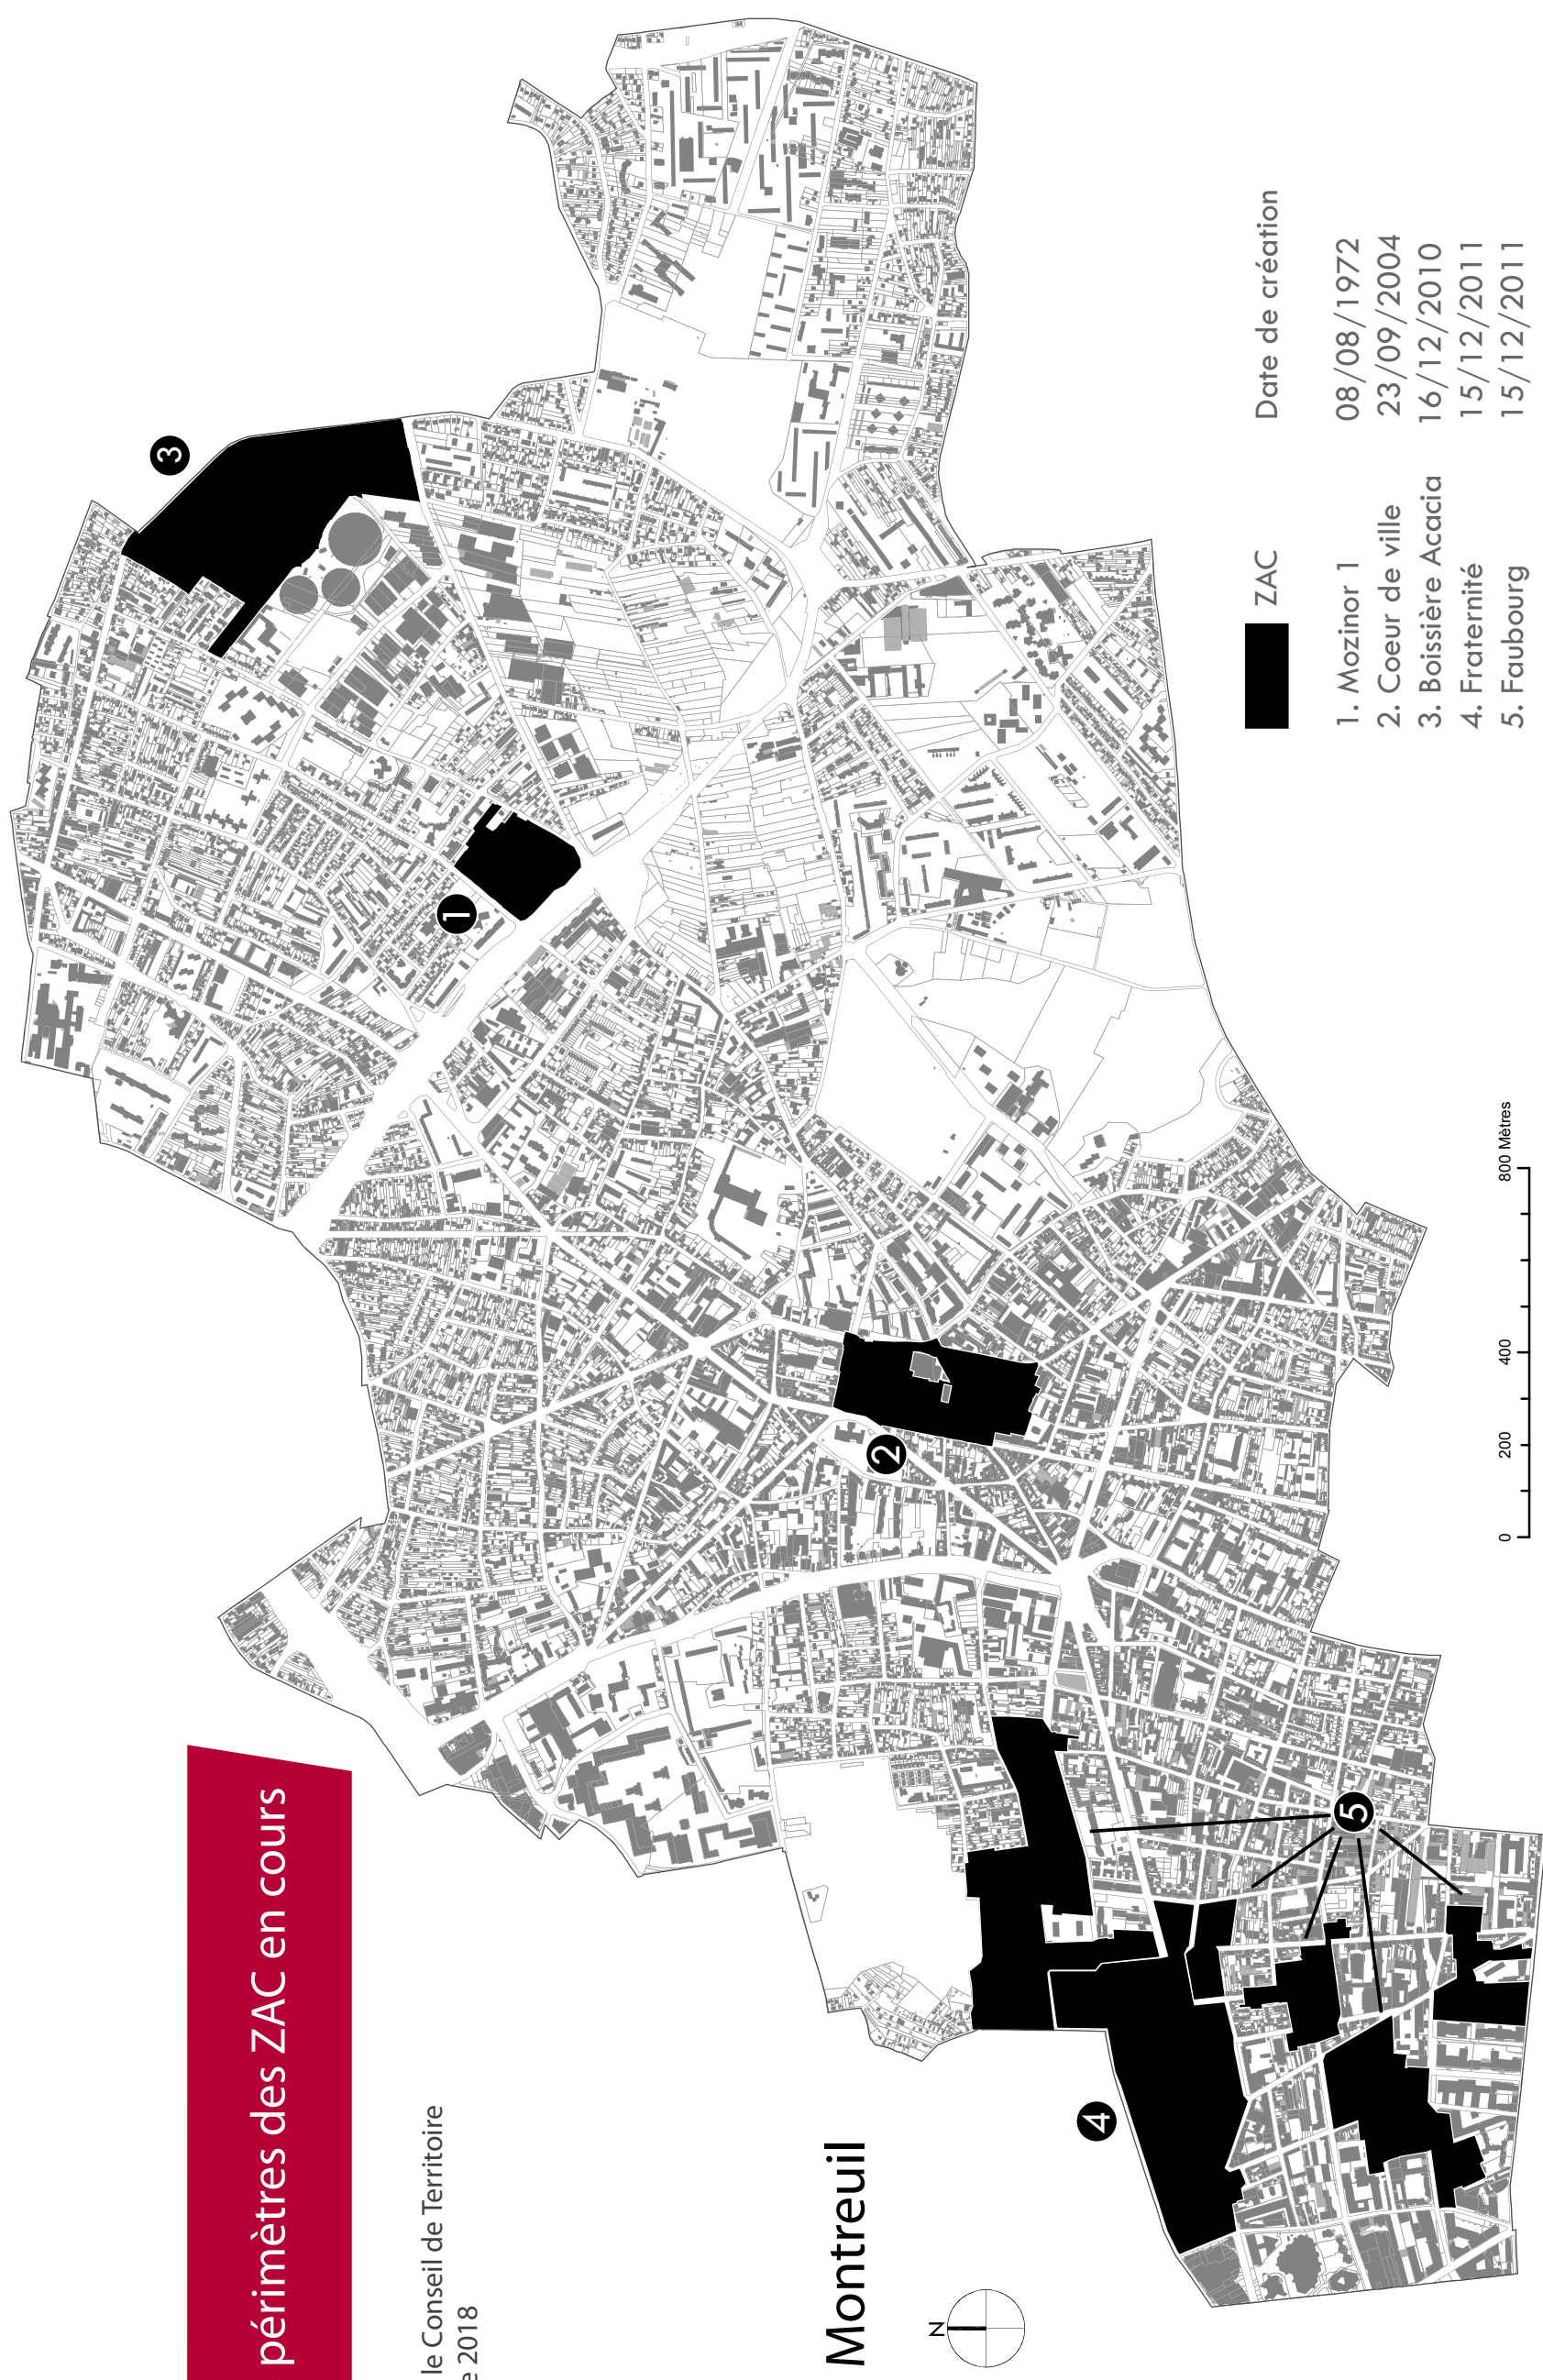 périmètres des ZAC en cours
le Conseil de Territoire
2018
Montreuil
N
3
1
2
4
5
0 200 400 800 Mètres
ZAC Date de création
1. Mozinor 1 08/08/1972
2. Coeur de ville 23/09/2004
3. Boissière Acacia 16/12/2010
4. Fraternité 15/12/2011
5. Faubourg 15/12/2011